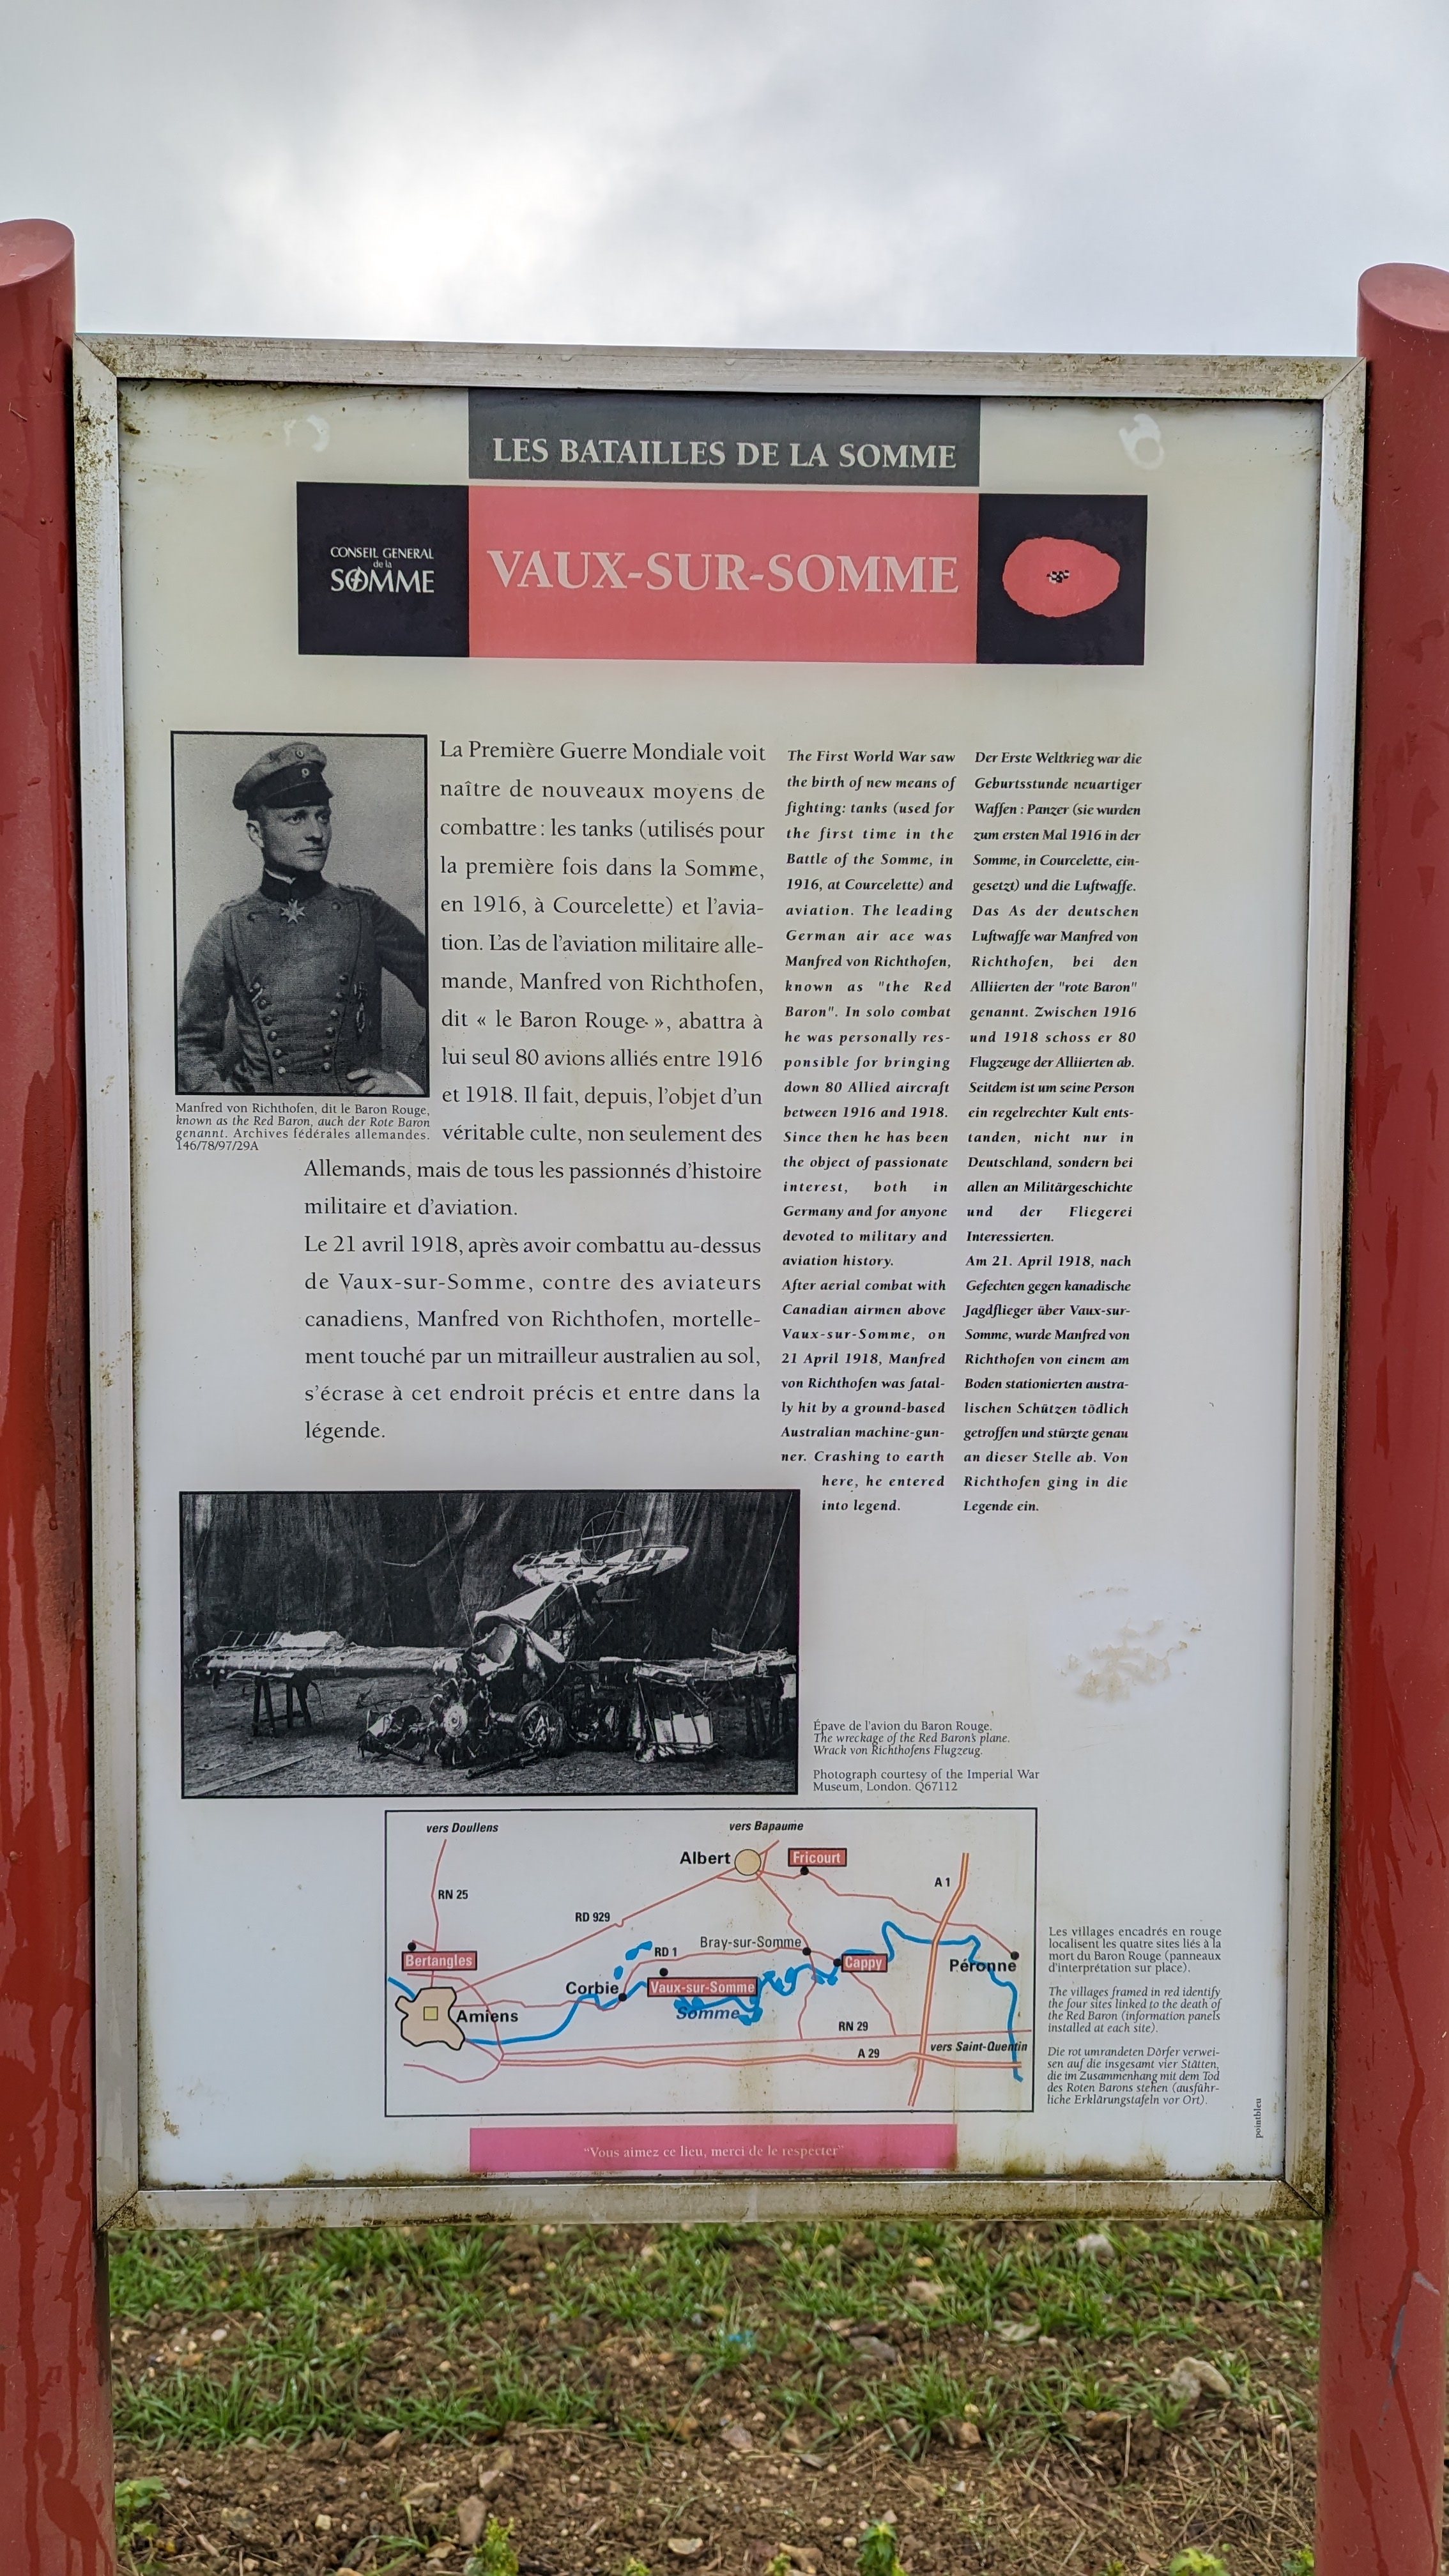 LES BATAILLES DE LA SOMME
CONSEIL GENERAL
de la
SOMME
VAUX-SUR-SOMME
La Première Guerre Mondiale voit
naître de nouveaux moyens de
combattre : les tanks (utilisés pour
la première fois dans la Somme,
en 1916, à Courcelette) et l'avia-
tion. L'as de l'aviation militaire alle-
mande, Manfred von Richthofen,
dit « le Baron Rouge », abattra à
lui seul 80 avions alliés entre 1916
et 1918. Il fait, depuis, l'objet d'un
véritable culte, non seulement des
Allemands, mais de tous les passionnés d'histoire
militaire et d'aviation.
Le 21 avril 1918, après avoir combattu au-dessus
de Vaux-sur-Somme, contre des aviateurs
canadiens, Manfred von Richthofen, mortelle-
ment touché par un mitrailleur australien au sol,
s'écrase à cet endroit précis et entre dans la
légende.
Manfred von Richthofen, dit le Baron Rouge,
known as the Red Baron, auch der Rote Baron
genannt. Archives fédérales allemandes.
146/78/97/29A
The First World War saw
the birth of new means of
fighting: tanks (used for
the first time in the
Battle of the Somme, in
1916, at Courcelette) and
aviation. The leading
German air ace was
Manfred von Richthofen,
known as "the Red
Baron". In solo combat
he was personally res-
ponsible for bringing
down 80 Allied aircraft
between 1916 and 1918.
Since then he has been
the object of passionate
interest, both in
Germany and for anyone
devoted to military and
aviation history.
After aerial combat with
Canadian airmen above
Vaux-sur-Somme, on
21 April 1918, Manfred
von Richthofen was fatal-
ly hit by a ground-based
Australian machine-gun-
ner. Crashing to earth
here, he entered
into legend.
Der Erste Weltkrieg war die
Geburtsstunde neuartiger
Waffen : Panzer (sie wurden
zum ersten Mal 1916 in der
Somme, in Courcelette, ein-
gesetzt) und die Luftwaffe.
Das As der deutschen
Luftwaffe war Manfred von
Richthofen, bei den
Alliierten der "rote Baron"
genannt. Zwischen 1916
und 1918 schoss er 80
Flugzeuge der Alliierten ab.
Seitdem ist um seine Person
ein regelrechter Kult ents-
tanden, nicht nur in
Deutschland, sondern bei
allen an Militärgeschichte
und der Fliegerei
Interessierten.
Am 21. April 1918, nach
Gefechten gegen kanadische
Jagdflieger über Vaux-sur-
Somme, wurde Manfred von
Richthofen von einem am
Boden stationierten austra-
lischen Schützen tödlich
getroffen und stürzte genau
an dieser Stelle ab. Von
Richthofen ging in die
Legende ein.
Épave de l'avion du Baron Rouge.
The wreckage of the Red Baron's plane.
Wrack von Richthofens Flugzeug.
Photograph courtesy of the Imperial War
Museum, London. Q67112
vers Doullens
vers Bapaume
Albert
Fricourt
A 1
RN 25
RD 929
Bertangles
RD 1
Bray-sur-Somme
Cappy
Péronne
Corbie
Vaux-sur-Somme
Somme
Amiens
RN 29
A 29
vers Saint-Quentin
Les villages encadrés en rouge
localisent les quatre sites liés à la
mort du Baron Rouge (panneaux
d'interprétation sur place).
The villages framed in red identify
the four sites linked to the death of
the Red Baron (information panels
installed at each site).
Die rot umrandeten Dörfer verwei-
sen auf die insgesamt vier Stätten,
die im Zusammenhang mit dem Tod
des Roten Barons stehen (ausführ-
liche Erklärungstafeln vor Ort).
pointbleu
"Vous aimez ce lieu, merci de le respecter"